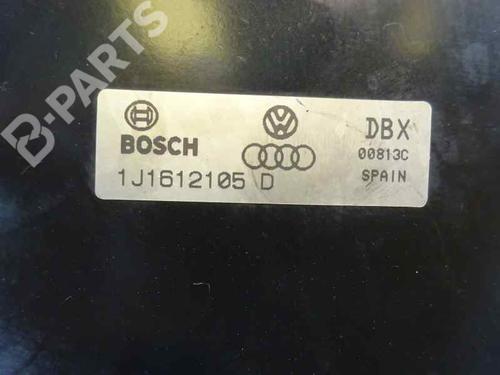 B-PARTS
DBX
BOSCH
00813C
1J1612105 D
SPAIN